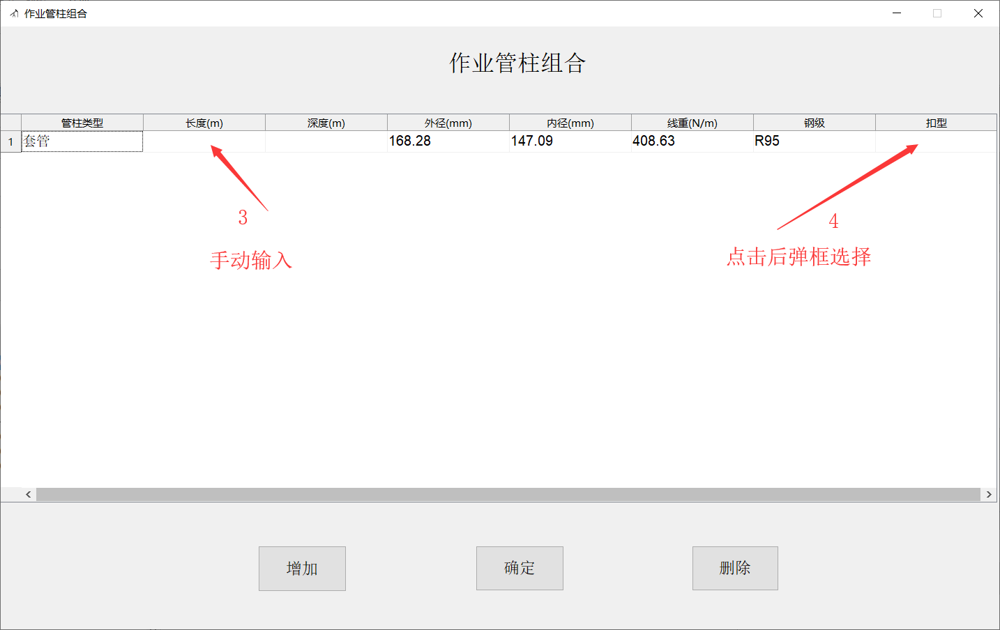 作业管柱组合
作业管柱组合
管柱类型 长度(m) 深度(m) 外径(mm) 内径(mm) 线重(N/m) 钢级 扣型
1 套管 168.28 147.09 408.63 R95
3
4
手动输入
点击后弹框选择
增加 确定 删除